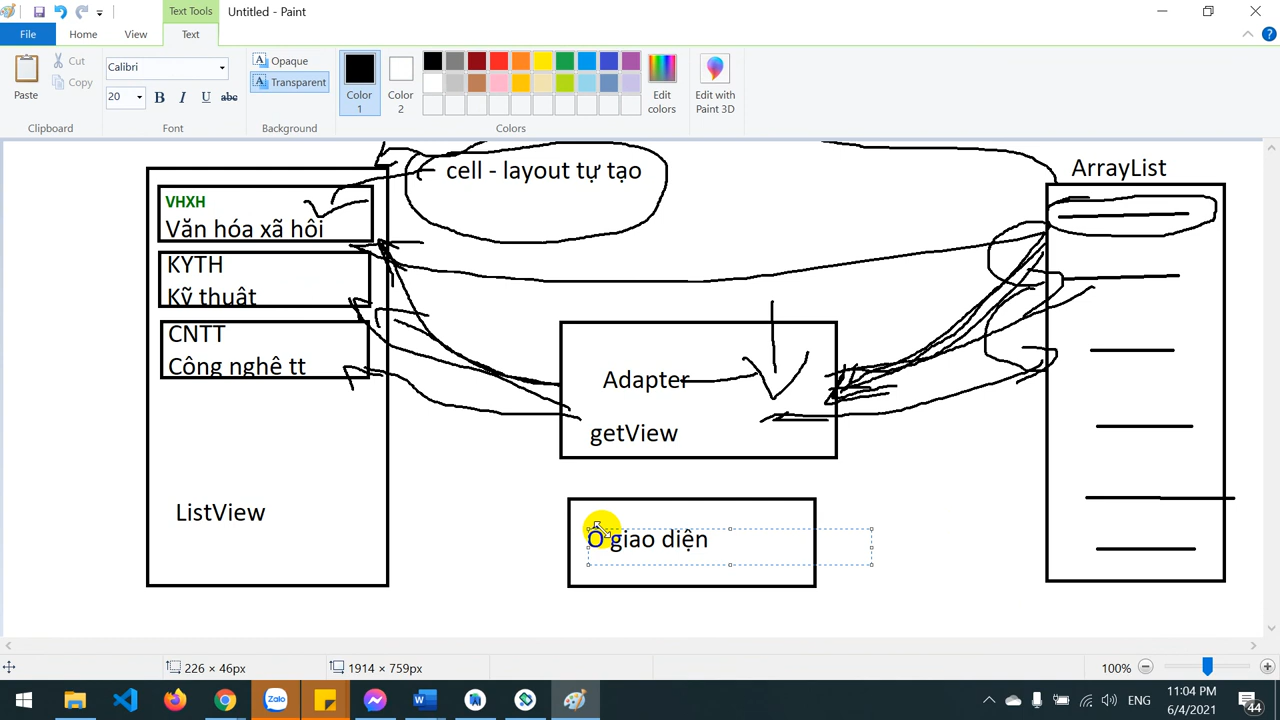 Text Tools
Untitled - Paint
File
Home
View
Text
Paste
Cut
Copy
Clipboard
Calibri
20
B I U abc
Font
Opaque
Transparent
Background
Color 1
Color 2
Edit colors
Edit with Paint 3D
Colors
cell - layout tự tạo
ArrayList
VHXH
Văn hóa xã hôi
KYTH
Kỹ thuât
CNTT
Công nghê tt
Adapter
getView
ListView
Ô giao diện
226 × 46px
1914 × 759px
100%
Zalo
ENG
11:04 PM
6/4/2021
44